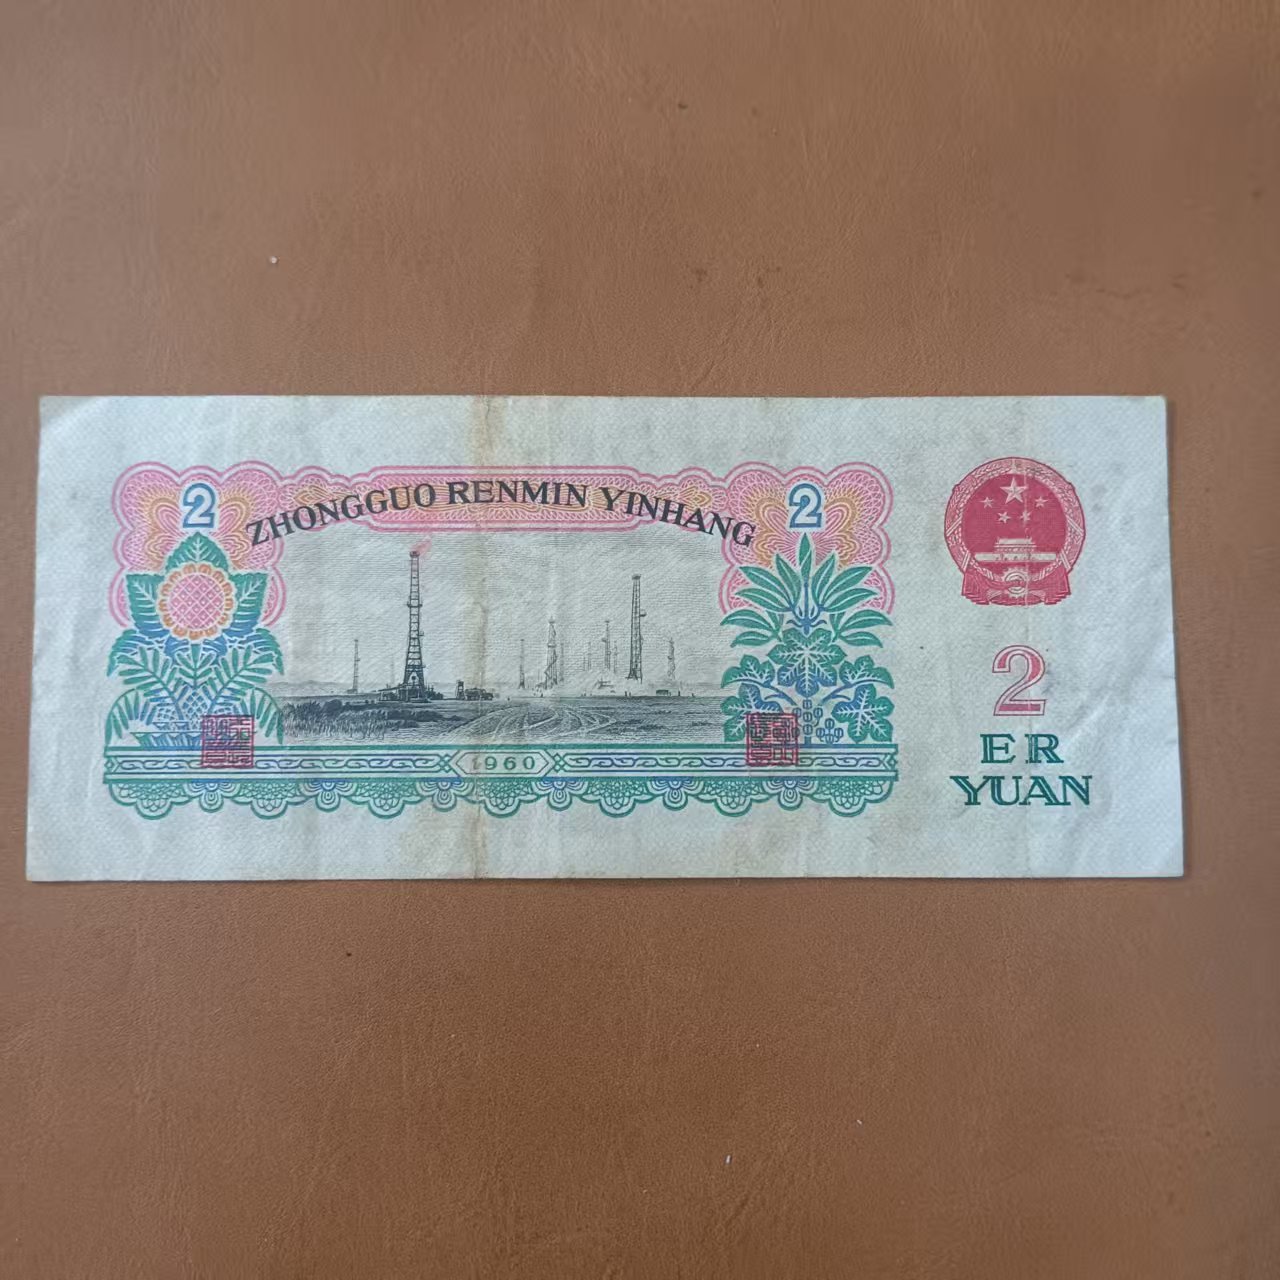 2
ZHONGGUO RENMIN YINHANG
2
1960
2
ER
YUAN